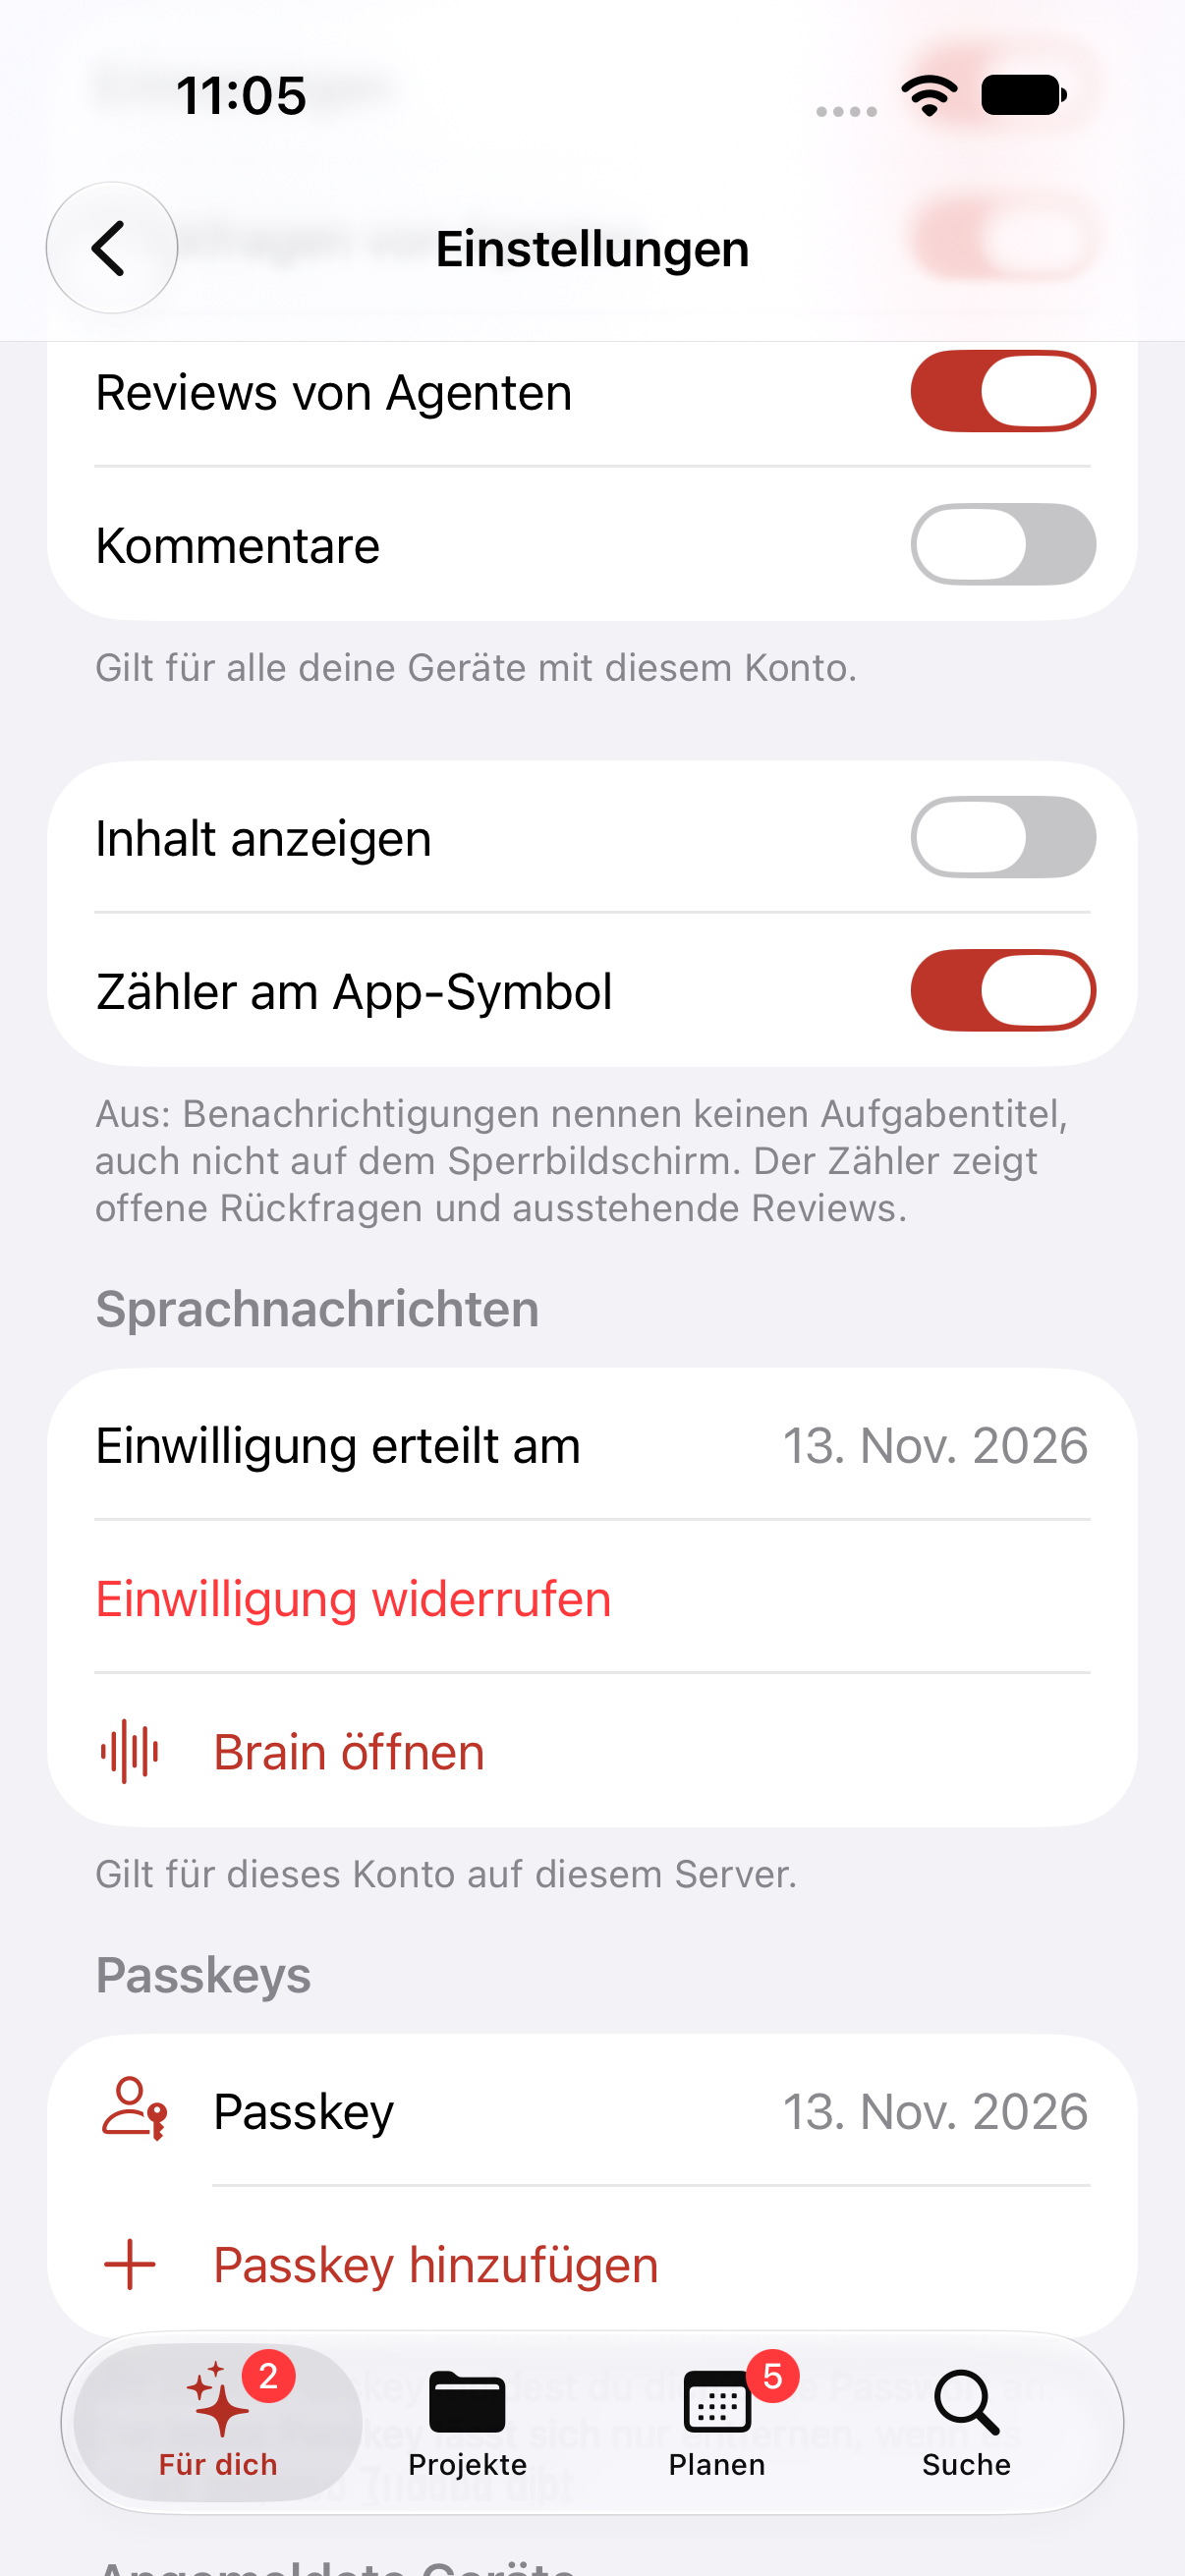 11:05
Einstellungen
Reviews von Agenten
Kommentare
Gilt für alle deine Geräte mit diesem Konto.
Inhalt anzeigen
Zähler am App-Symbol
Aus: Benachrichtigungen nennen keinen Aufgabentitel,
auch nicht auf dem Sperrbildschirm. Der Zähler zeigt
offene Rückfragen und ausstehende Reviews.
Sprachnachrichten
Einwilligung erteilt am 13. Nov. 2026
Einwilligung widerrufen
Brain öffnen
Gilt für dieses Konto auf diesem Server.
Passkeys
Passkey 13. Nov. 2026
Passkey hinzufügen
2 5
Für dich Projekte Planen Suche
Angemeldete Geräte